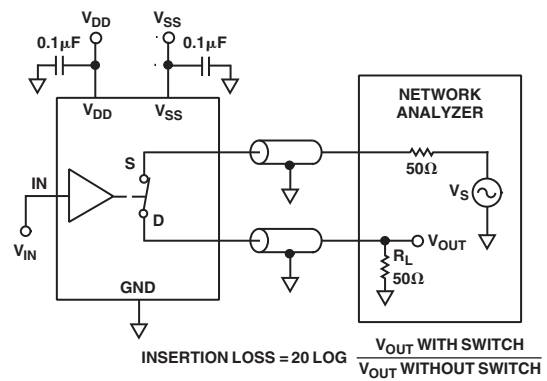 VDD
VSS
0.1µF
0.1µF
VDD
VSS
NETWORK
ANALYZER
S
50Ω
IN
VS
D
VOUT
RL
50Ω
VIN
GND
INSERTION LOSS = 20 LOG VOUT WITH SWITCH
VOUT WITHOUT SWITCH